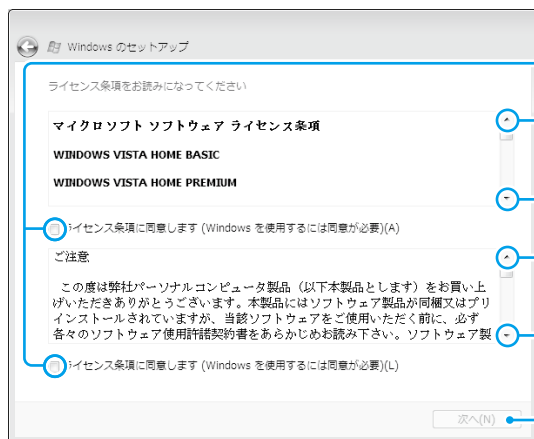 Windows のセットアップ
ライセンス条項をお読みになってください
マイクロソフト ソフトウェア ライセンス条項
WINDOWS VISTA HOME BASIC
WINDOWS VISTA HOME PREMIUM
ライセンス条項に同意します (Windows を使用するには同意が必要)(A)
ご注意
この度は弊社パーソナルコンピュータ製品（以下本製品とします）をお買い上
げいただきありがとうございます。本製品にはソフトウェア製品が同梱又はプリ
インストールされていますが、当該ソフトウェアをご使用いただく前に、必ず
各々のソフトウェア使用許諾契約書をあらかじめお読み下さい。ソフトウェア製
ライセンス条項に同意します (Windows を使用するには同意が必要)(L)
次へ(N)